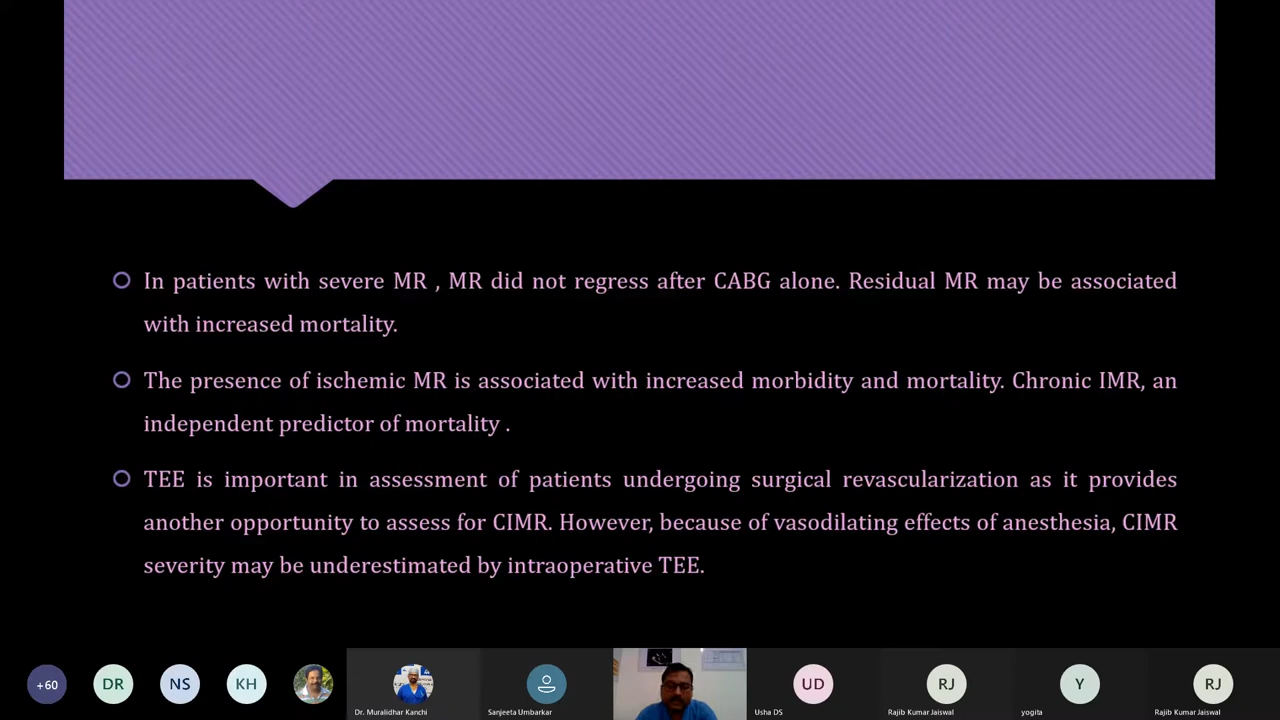 In patients with severe MR , MR did not regress after CABG alone. Residual MR may be associated
with increased mortality.
The presence of ischemic MR is associated with increased morbidity and mortality. Chronic IMR, an
independent predictor of mortality .
TEE is important in assessment of patients undergoing surgical revascularization as it provides
another opportunity to assess for CIMR. However, because of vasodilating effects of anesthesia, CIMR
severity may be underestimated by intraoperative TEE.
+60
DR
NS
KH
UD
RJ
Y
RJ
Dr. Muralidhar Kanchi
Sanjeeta Umbarkar
Usha DS
Rajib Kumar Jaiswal
yogita
Rajib Kumar Jaiswal